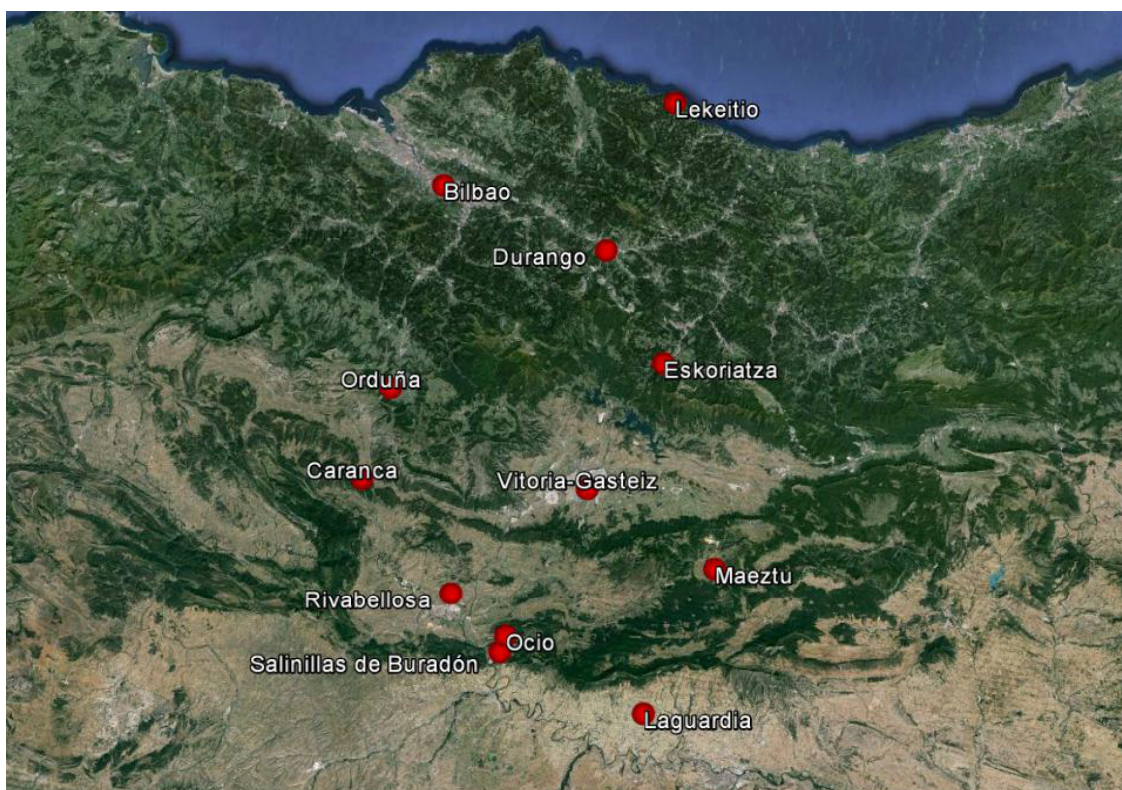 Lekeitio
Bilbao
Durango
Eskoriatza
Orduña
Caranca
Vitoria-Gasteiz
Maeztu
Rivabellosa
Ocio
Salinillas de Buradón
Laguardia